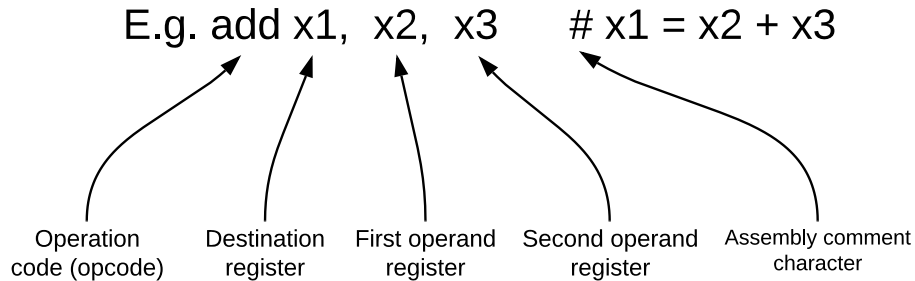 E.g. add x1, x2, x3 # x1 = x2 + x3
Operation
code (opcode)
Destination
register
First operand
register
Second operand
register
Assembly comment
character